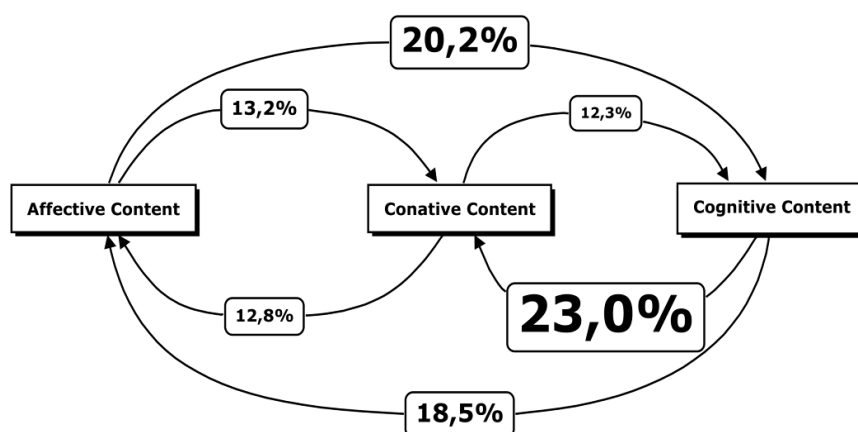 20,2%
13,2%
12,3%
Affective Content
Conative Content
Cognitive Content
12,8%
23,0%
18,5%